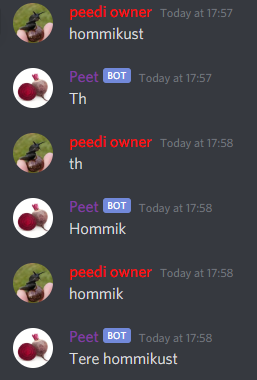 peedi owner Today at 17:57
hommikust
Peet BOT Today at 17:57
Th
peedi owner Today at 17:58
th
Peet BOT Today at 17:58
Hommik
peedi owner Today at 17:58
hommik
Peet BOT Today at 17:58
Tere hommikust